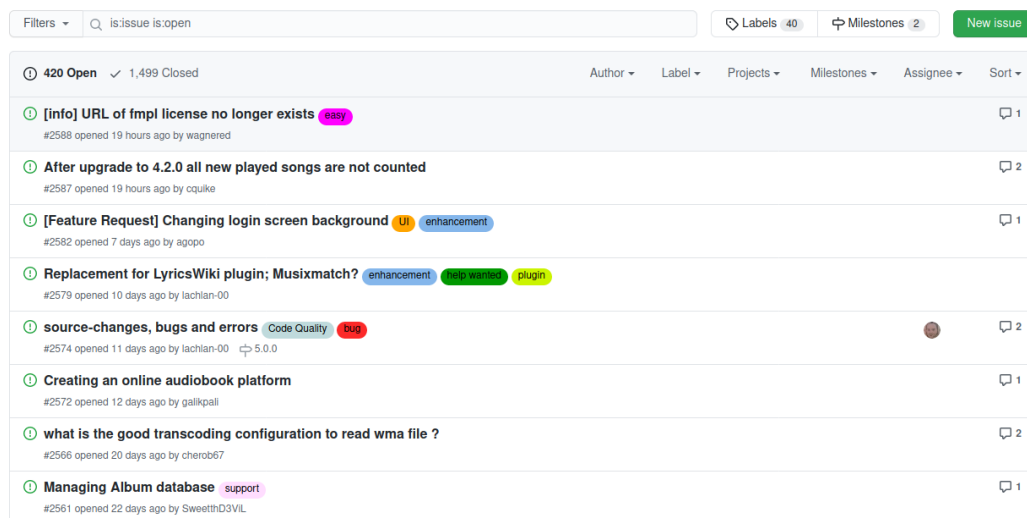 Filters is:issue is:open Labels 40 Milestones 2 New issue
420 Open 1,499 Closed Author Label Projects Milestones Assignee Sort
[info] URL of fmpl license no longer exists easy 1
#2588 opened 19 hours ago by wagnered
After upgrade to 4.2.0 all new played songs are not counted 2
#2587 opened 19 hours ago by cquike
[Feature Request] Changing login screen background UI enhancement 1
#2582 opened 7 days ago by agopo
Replacement for LyricsWiki plugin; Musixmatch? enhancement help wanted plugin
#2579 opened 10 days ago by lachlan-00
source-changes, bugs and errors Code Quality bug 2
#2574 opened 11 days ago by lachlan-00 5.0.0
Creating an online audiobook platform 1
#2572 opened 12 days ago by galikpali
what is the good transcoding configuration to read wma file ? 2
#2566 opened 20 days ago by cherob67
Managing Album database support 1
#2561 opened 22 days ago by SweetthD3ViL